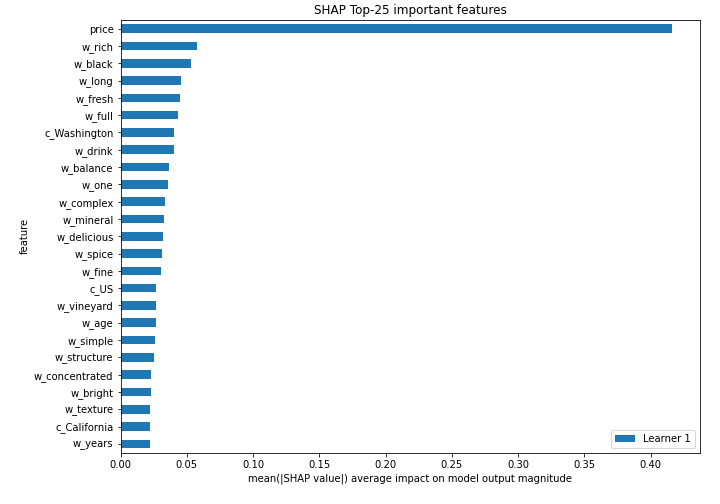 SHAP Top-25 important features
price
w_rich
w_black
w_long
w_fresh
w_full
c_Washington
w_drink
w_balance
w_one
w_complex
w_mineral
w_delicious
w_spice
w_fine
c_US
w_vineyard
w_age
w_simple
w_structure
w_concentrated
w_bright
w_texture
c_California
w_years
feature
Learner 1
0.00 0.05 0.10 0.15 0.20 0.25 0.30 0.35 0.40
mean(|SHAP value|) average impact on model output magnitude